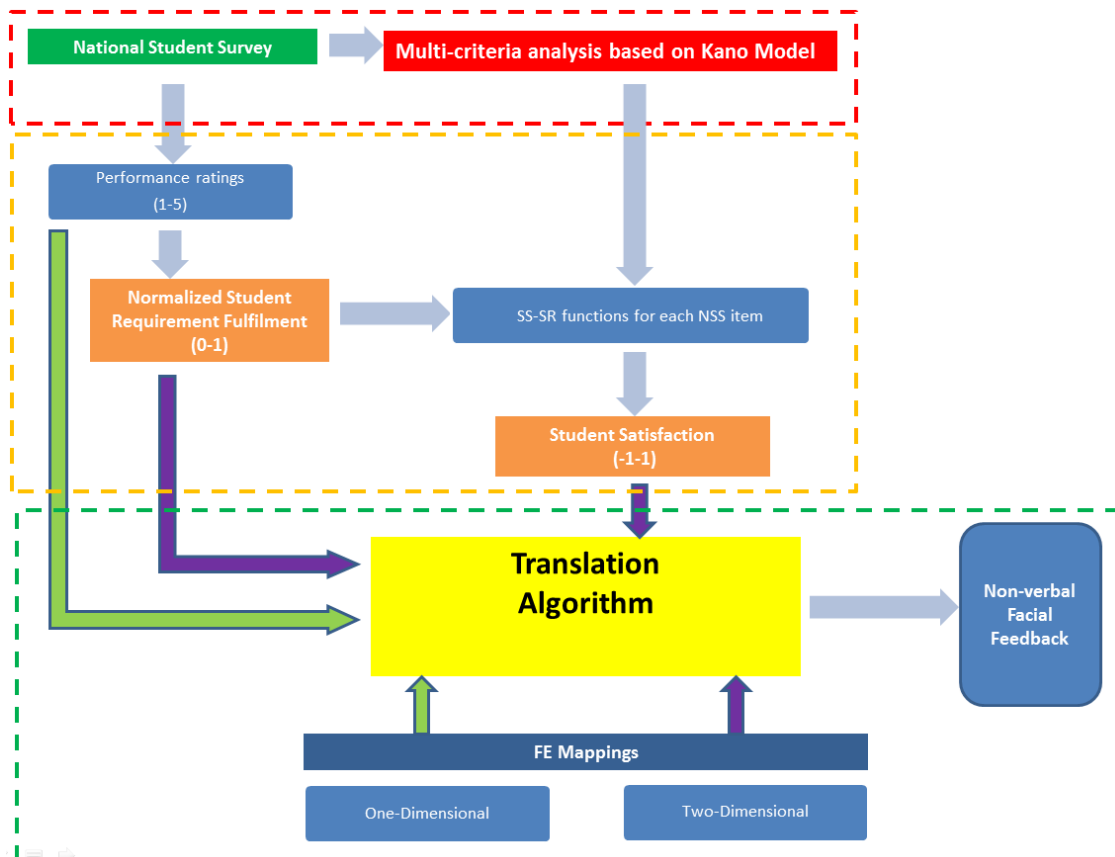 National Student Survey
Multi-criteria analysis based on Kano Model
Performance ratings
(1-5)
Normalized Student
Requirement Fulfilment
(0-1)
SS-SR functions for each NSS item
Student Satisfaction
(-1-1)
Translation
Algorithm
Non-verbal
Facial
Feedback
FE Mappings
One-Dimensional
Two-Dimensional